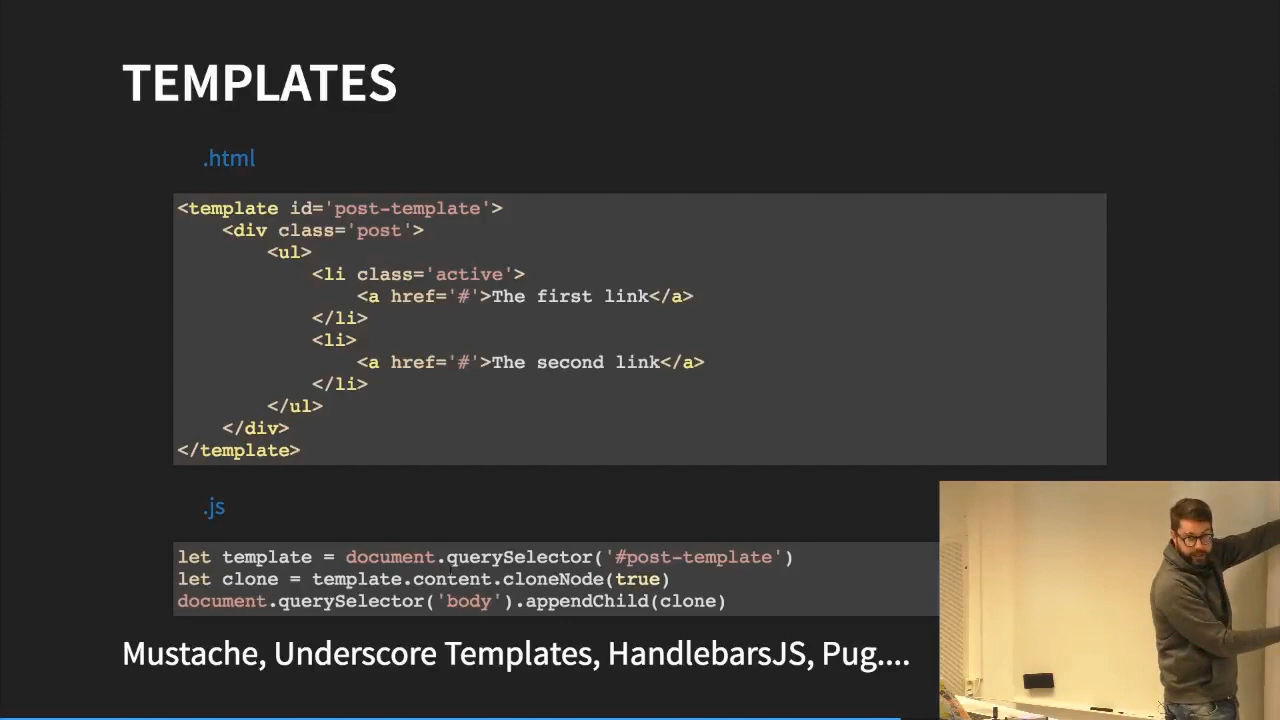 TEMPLATES
.html
<template id='post-template'>
    <div class='post'>
        <ul>
            <li class='active'>
                <a href='#'>The first link</a>
            </li>
            <li>
                <a href='#'>The second link</a>
            </li>
        </ul>
    </div>
</template>
.js
let template = document.querySelector('#post-template')
let clone = template.content.cloneNode(true)
document.querySelector('body').appendChild(clone)
Mustache, Underscore Templates, HandlebarsJS, Pug....